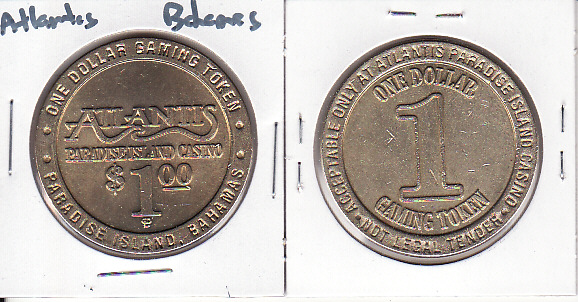 Atlantis Bahamas
ONE DOLLAR GAMING TOKEN
ATLANTIS
PARADISE ISLAND CASINO
$1.00
PARADISE ISLAND, BAHAMAS
ACCEPTABLE ONLY AT ATLANTIS PARADISE ISLAND CASINO
ONE DOLLAR
1
GAMING TOKEN
NOT LEGAL TENDER